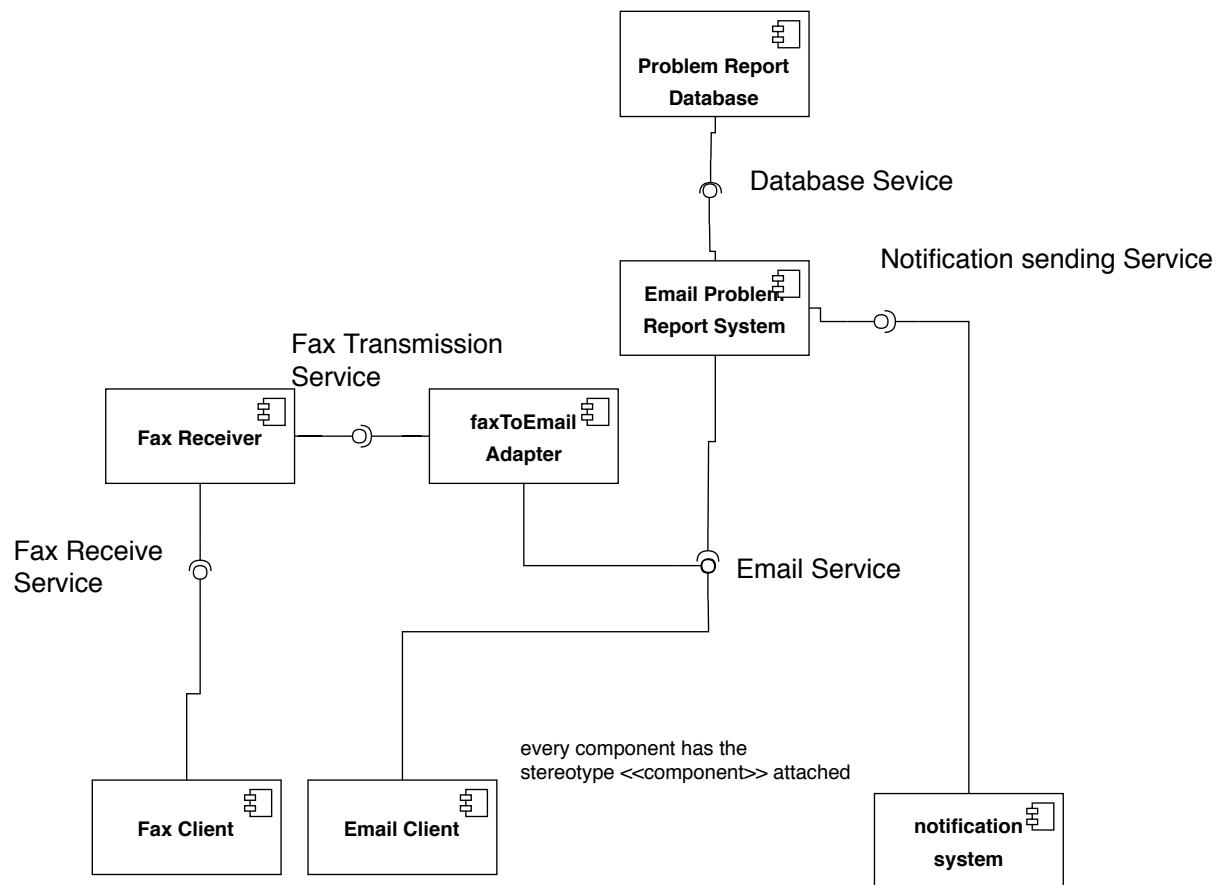 Problem Report
Database
Database Sevice
Notification sending Service
Email Problem
Report System
Fax Transmission
Service
faxToEmail
Adapter
Fax Receiver
Fax Receive
Service
Email Service
every component has the
stereotype <<component>> attached
Fax Client
Email Client
notification
system